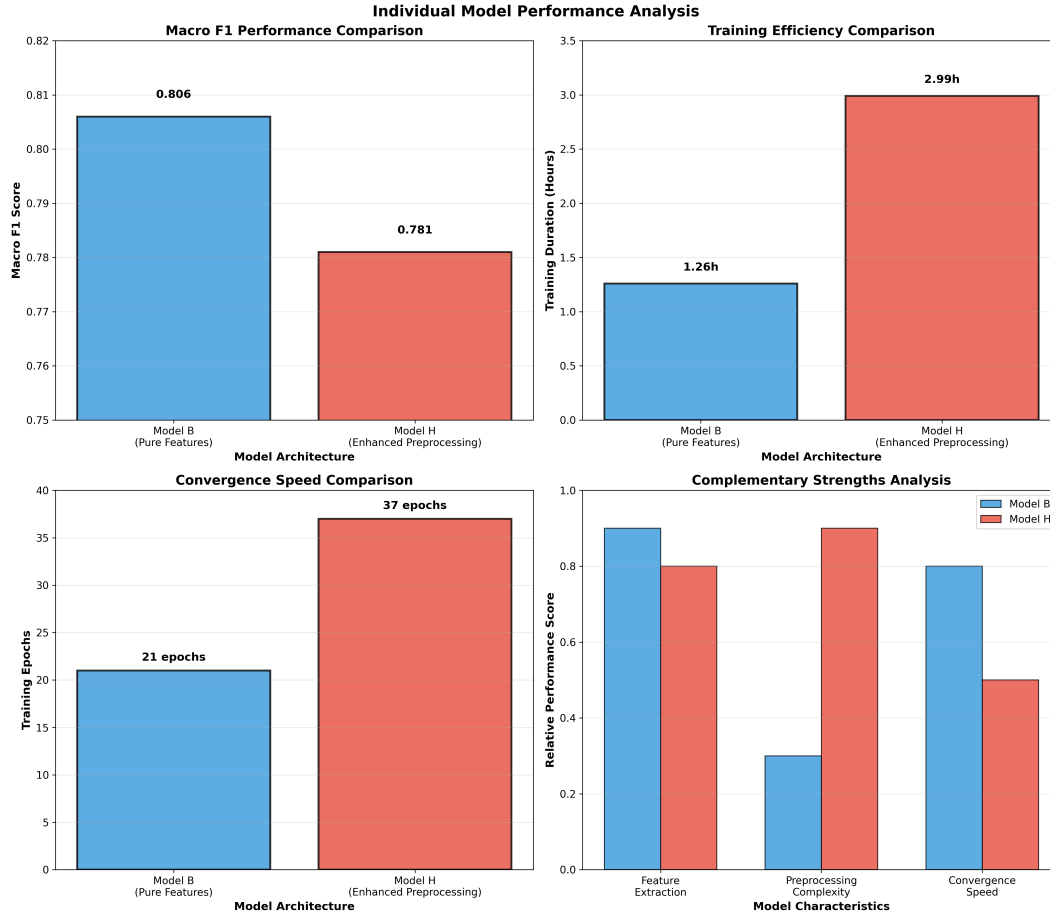 Individual Model Performance Analysis
Macro F1 Performance Comparison
0.82
0.81
0.80
0.79
0.78
0.77
0.76
0.75
Macro F1 Score
0.806
0.781
Model B
(Pure Features)
Model H
(Enhanced Preprocessing)
Model Architecture
Training Efficiency Comparison
3.5
3.0
2.5
2.0
1.5
1.0
0.5
0.0
Training Duration (Hours)
1.26h
2.99h
Model B
(Pure Features)
Model H
(Enhanced Preprocessing)
Model Architecture
Convergence Speed Comparison
40
35
30
25
20
15
10
5
0
Training Epochs
21 epochs
37 epochs
Model B
(Pure Features)
Model H
(Enhanced Preprocessing)
Model Architecture
Complementary Strengths Analysis
1.0
0.8
0.6
0.4
0.2
0.0
Relative Performance Score
Model B
Model H
Feature
Extraction
Preprocessing
Complexity
Convergence
Speed
Model Characteristics